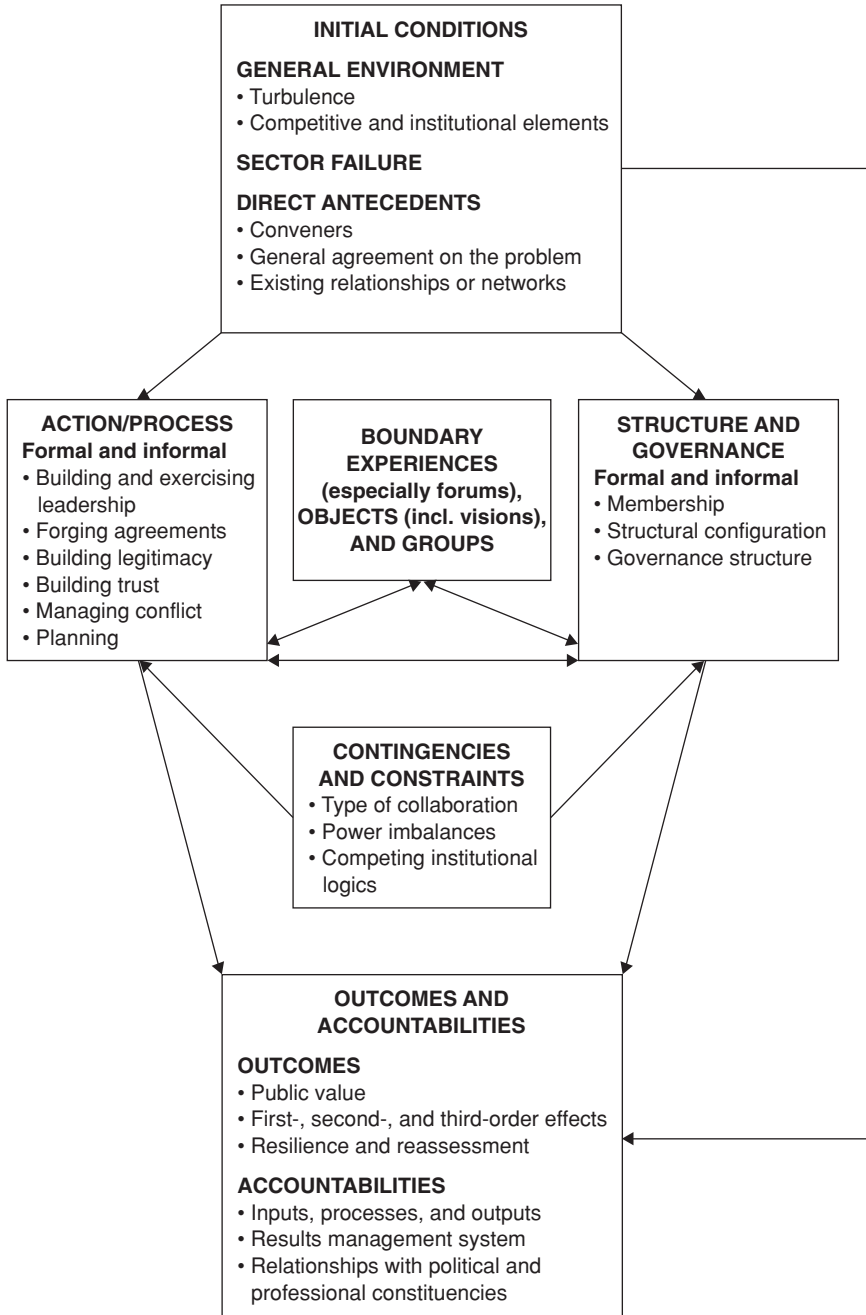 INITIAL CONDITIONS
GENERAL ENVIRONMENT
• Turbulence
• Competitive and institutional elements
SECTOR FAILURE
DIRECT ANTECEDENTS
• Conveners
• General agreement on the problem
• Existing relationships or networks
ACTION/PROCESS
Formal and informal
• Building and exercising
leadership
• Forging agreements
• Building legitimacy
• Building trust
• Managing conflict
• Planning
BOUNDARY
EXPERIENCES
(especially forums),
OBJECTS (incl. visions),
AND GROUPS
STRUCTURE AND
GOVERNANCE
Formal and informal
• Membership
• Structural configuration
• Governance structure
CONTINGENCIES
AND CONSTRAINTS
• Type of collaboration
• Power imbalances
• Competing institutional
logics
OUTCOMES AND
ACCOUNTABILITIES
OUTCOMES
• Public value
• First-, second-, and third-order effects
• Resilience and reassessment
ACCOUNTABILITIES
• Inputs, processes, and outputs
• Results management system
• Relationships with political and
professional constituencies